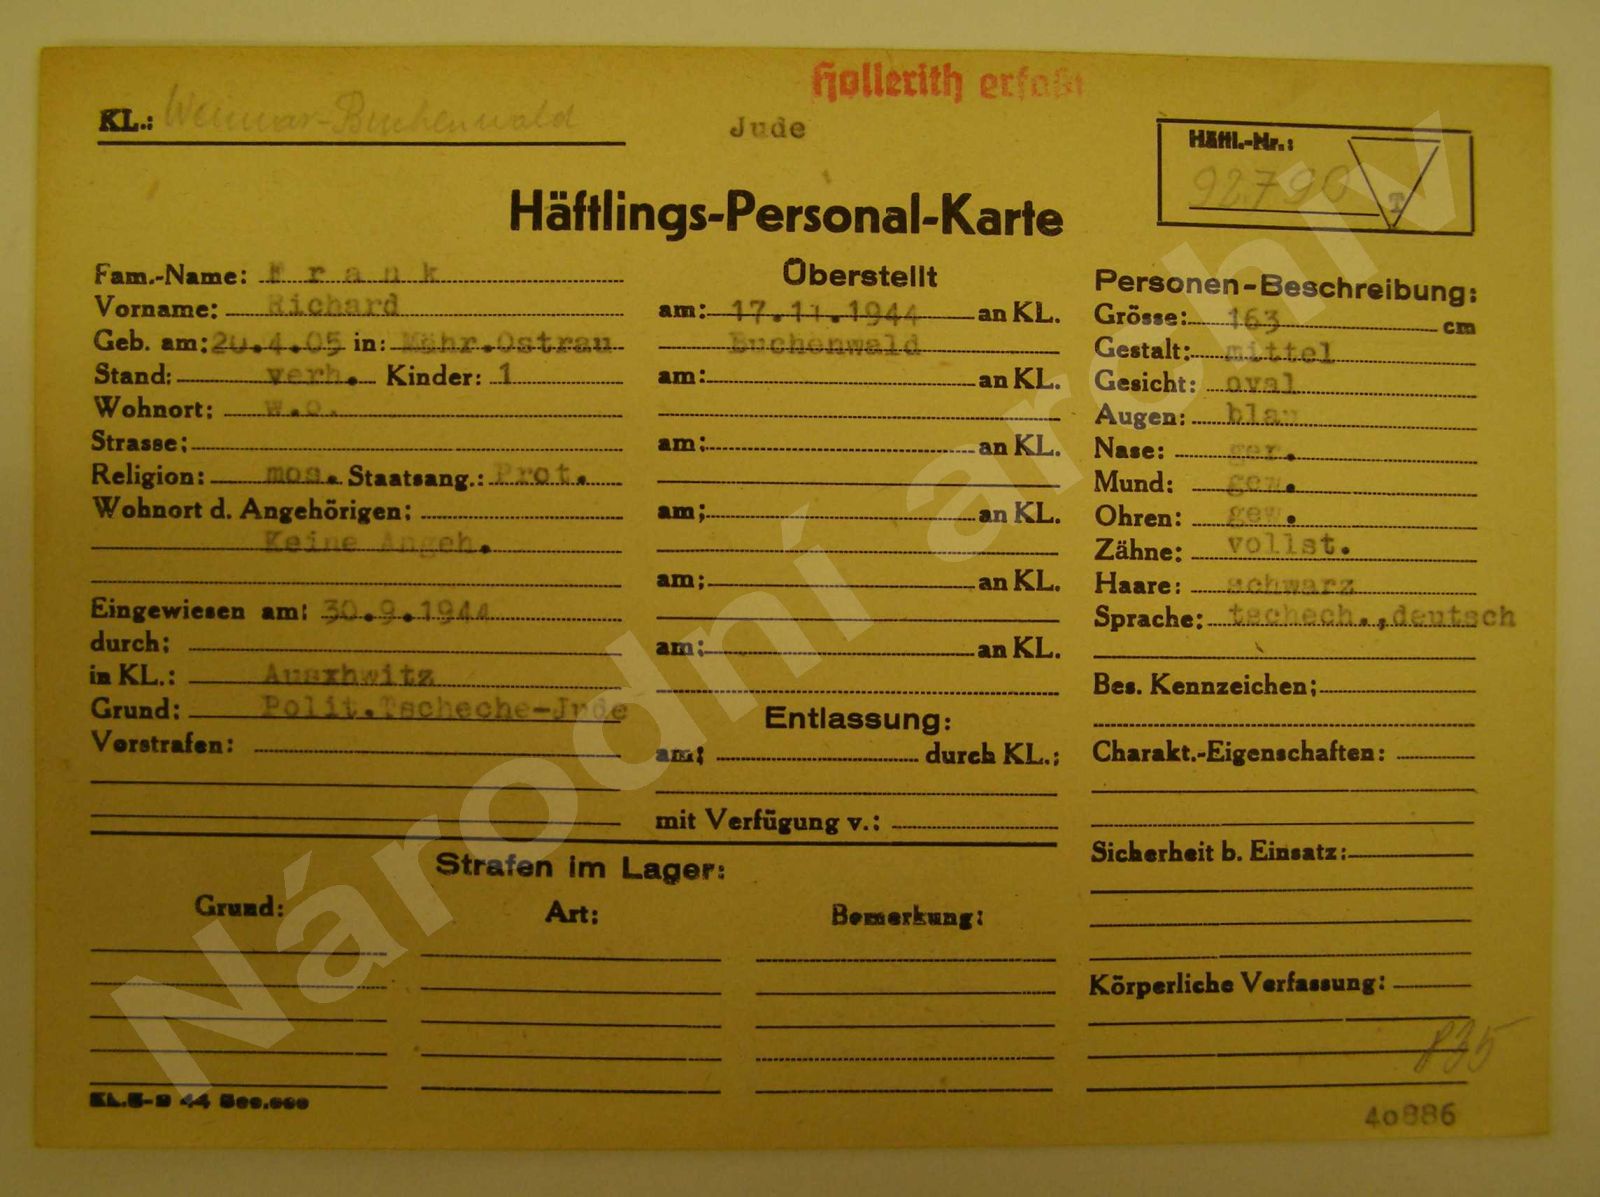 Hollerith erfaßt
KL.: Weimar-Buchenwald
Jude
Häftl.-Nr.:
92790
T
Häftlings-Personal-Karte
Fam.-Name: Frank
Vorname: Richard
Geb. am: 20.4.05 in: Mähr.Ostrau
Stand: verh. Kinder: 1
Wohnort: w.o.
Strasse:
Religion: mos. Staatsang.: Prot.
Wohnort d. Angehörigen:
Keine Angeh.
Eingewiesen am: 30.9.1944
durch:
in KL.: Ausxhwitz
Grund: Polit.Tscheche-Jude
Vorstrafen:
Überstellt
am: 17.11.1944 an KL.
Buchenwald
am: an KL.
am: an KL.
am: an KL.
am: an KL.
am: an KL.
Entlassung:
am: durch KL.:
mit Verfügung v.:
Personen-Beschreibung:
Grösse: 163 cm
Gestalt: mittel
Gesicht: oval
Augen: blau
Nase: ger.
Mund: gew.
Ohren: gew.
Zähne: vollst.
Haare: schwarz
Sprache: tschech.,deutsch
Bes. Kennzeichen:
Charakt.-Eigenschaften:
Sicherheit b. Einsatz:
Körperliche Verfassung:
Strafen im Lager:
Grund: Art: Bemerkung:
40886
Národní archiv